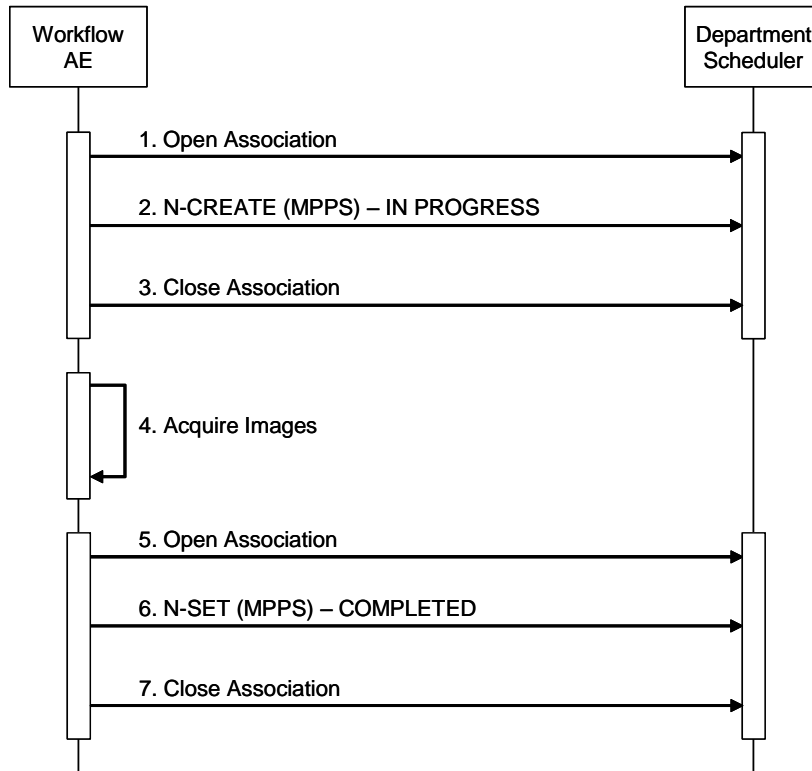 Workflow
AE
Department
Scheduler
1. Open Association
2. N-CREATE (MPPS) – IN PROGRESS
3. Close Association
4. Acquire Images
5. Open Association
6. N-SET (MPPS) – COMPLETED
7. Close Association